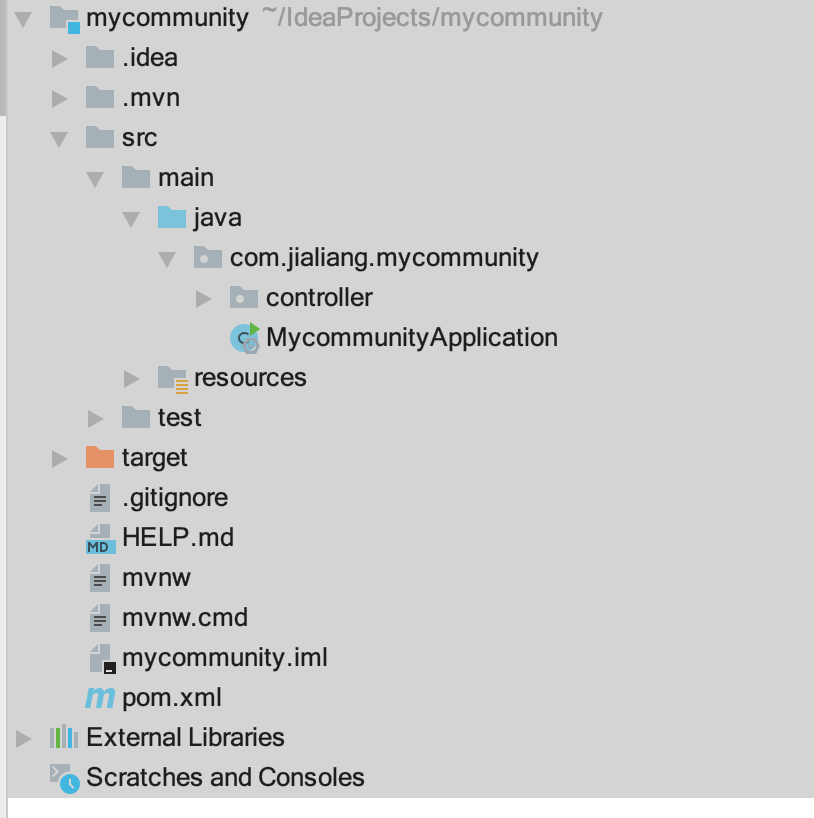 mycommunity ~/IdeaProjects/mycommunity
.idea
.mvn
src
main
java
com.jialiang.mycommunity
controller
C MycommunityApplication
resources
test
target
.gitignore
MD HELP.md
mvnw
mvnw.cmd
mycommunity.iml
m pom.xml
External Libraries
Scratches and Consoles